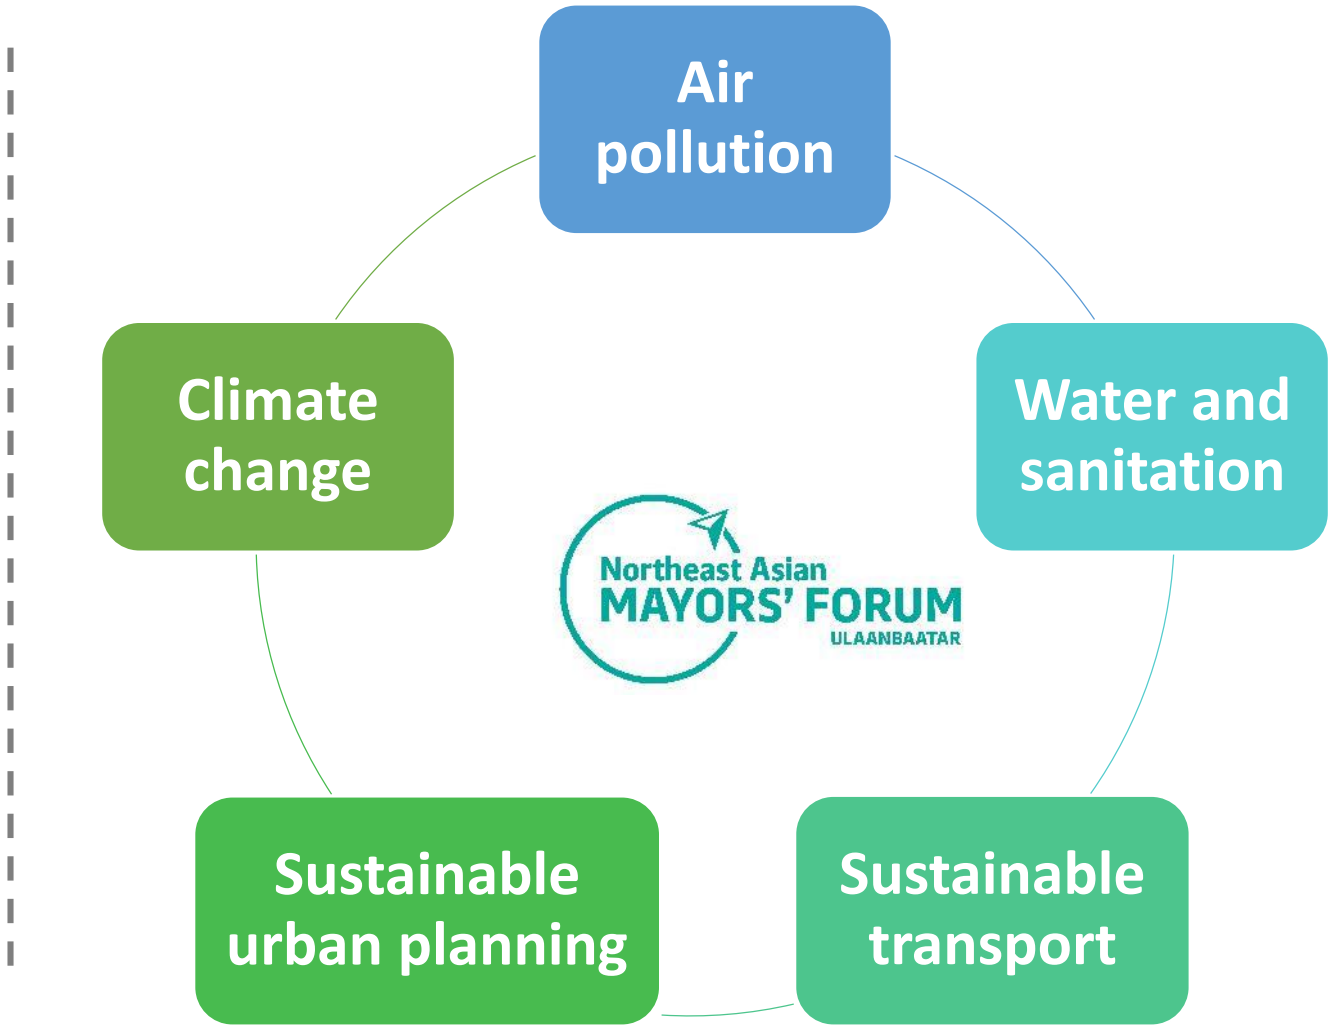 Air
pollution
Climate
change
Water and
sanitation
Northeast Asian
MAYORS' FORUM
ULAANBAATAR
Sustainable
urban planning
Sustainable
transport